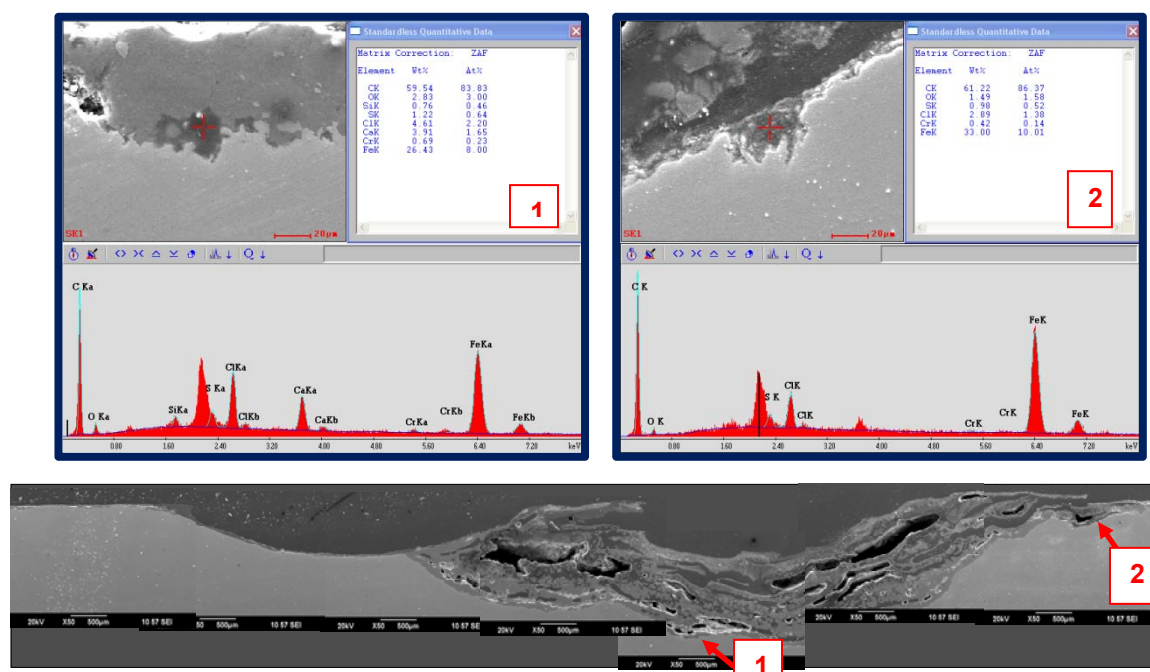 Standardless Quantitative Data
Matrix Correction: ZAF
Element Wt% At%
CK 59.54 83.83
OK 2.83 3.00
SiK 0.76 0.46
SK 1.22 0.64
ClK 4.61 2.20
CaK 3.91 1.65
CrK 0.69 0.23
FeK 26.43 8.00
1
SE1 20µm
Q
C Ka
O Ka
SiKa
S Ka
ClKa
ClKb
CaKa
CaKb
CrKa
CrKb
FeKa
FeKb
0.80 1.60 2.40 3.20 4.00 4.80 5.60 6.40 7.20 keV
Standardless Quantitative Data
Matrix Correction: ZAF
Element Wt% At%
CK 61.22 86.37
OK 1.49 1.58
SK 0.98 0.52
ClK 2.89 1.38
CrK 0.42 0.14
FeK 33.00 10.01
2
SE1 20µm
Q
C K
O K
S K
ClK
ClK
CrK
CrK
FeK
FeK
0.80 1.60 2.40 3.20 4.00 4.80 5.60 6.40 7.20 keV
20kV X50 500µm 10 57 SEI
50 500µm 10 57 SEI
20kV X50 500µm 10 57 SE
20kV X50 500µm 10 57 SEI
20kV X50 500µm
20kV X50 500µm 10 57 SEI
20kV X50 500µm 10 57 SEI
2
1